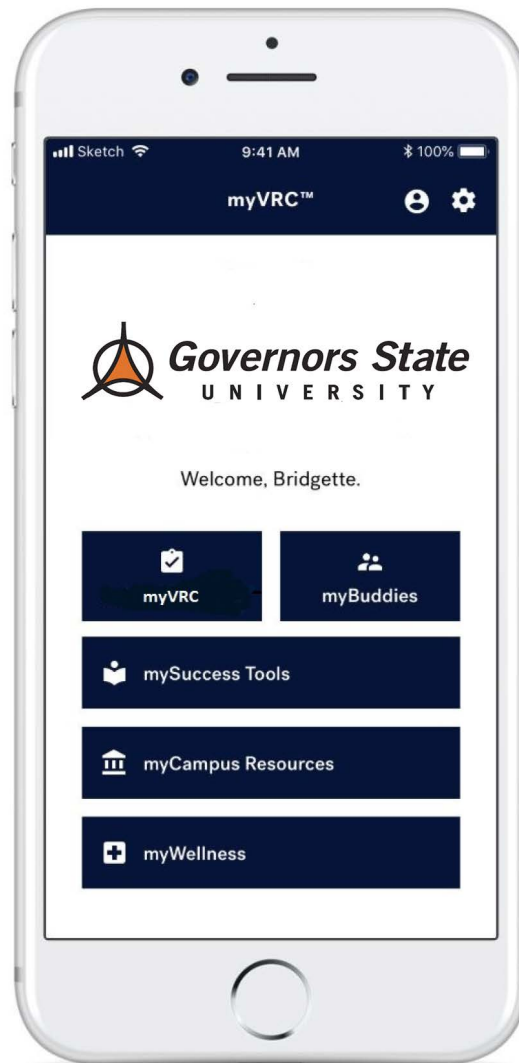 Sketch 9:41 AM 100%
myVRC™
Governors State
UNIVERSITY
Welcome, Bridgette.
myVRC myBuddies
mySuccess Tools
myCampus Resources
myWellness